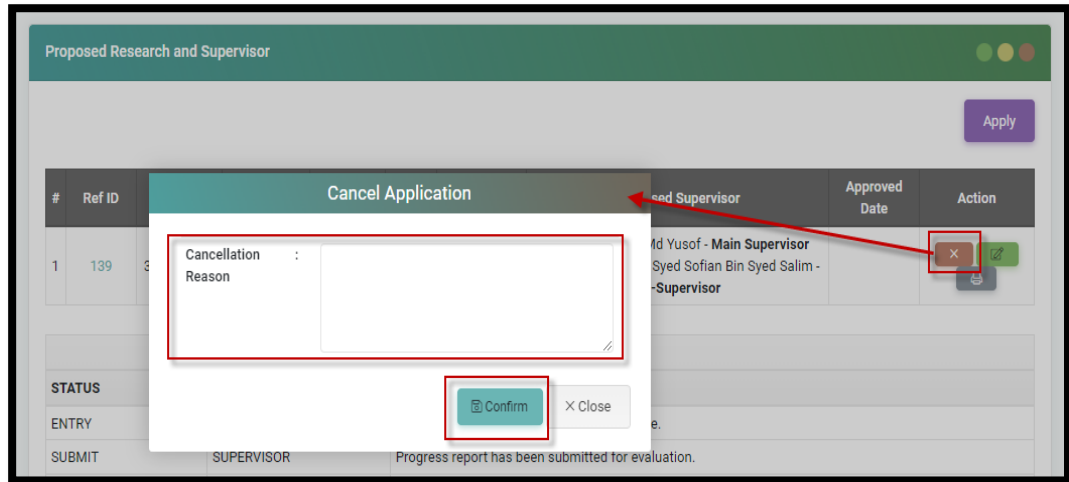 Proposed Research and Supervisor
Apply
# Ref ID sed Supervisor Approved Date Action
Cancel Application
1 139 3 Md Yusof - Main Supervisor
Syed Sofian Bin Syed Salim -
-Supervisor
Cancellation :
Reason
Confirm × Close
STATUS
ENTRY e.
SUBMIT SUPERVISOR Progress report has been submitted for evaluation.